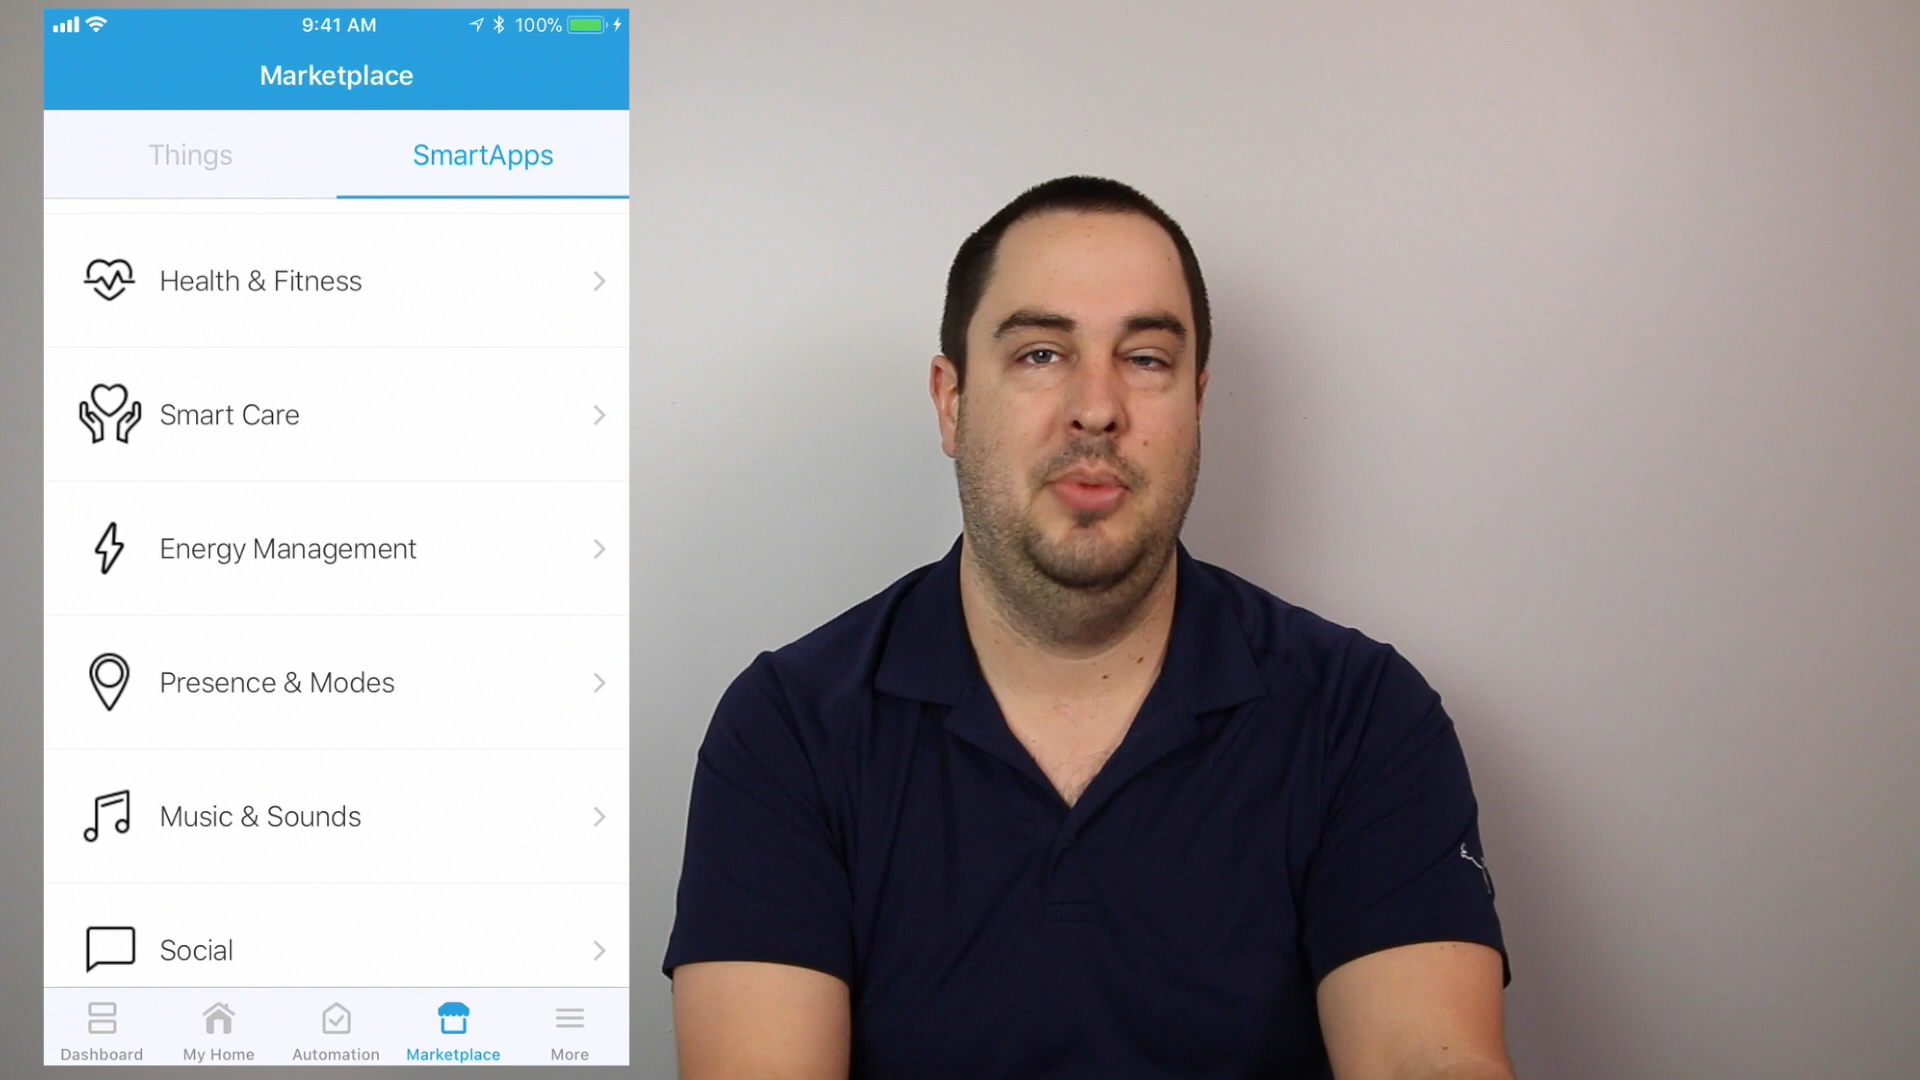 9:41 AM
100%
Marketplace
Things
SmartApps
Health & Fitness
Smart Care
Energy Management
Presence & Modes
Music & Sounds
Social
Dashboard
My Home
Automation
Marketplace
More